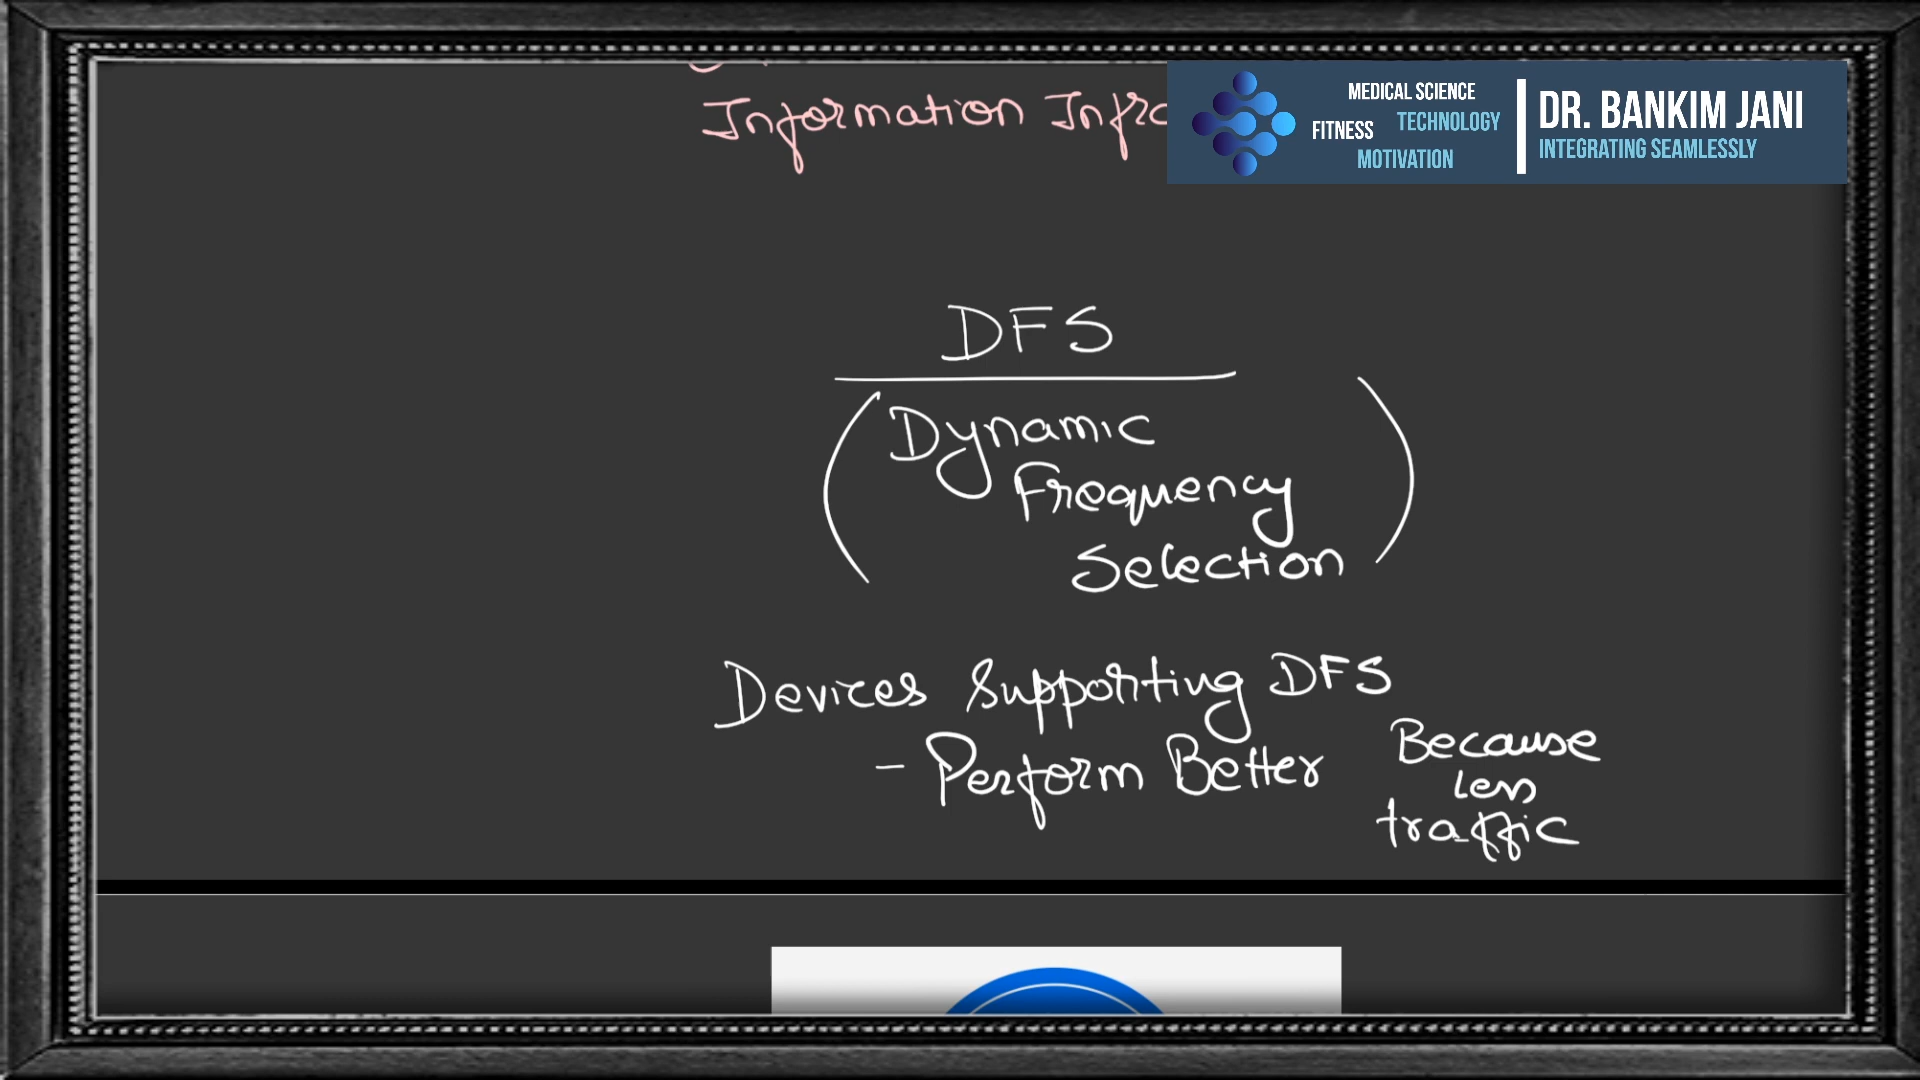 Information Infra
MEDICAL SCIENCE
FITNESS TECHNOLOGY
MOTIVATION
DR. BANKIM JANI
INTEGRATING SEAMLESSLY
DFS
(Dynamic
Frequency
Selection)
Devices Supporting DFS
- Perform Better Because
less
traffic